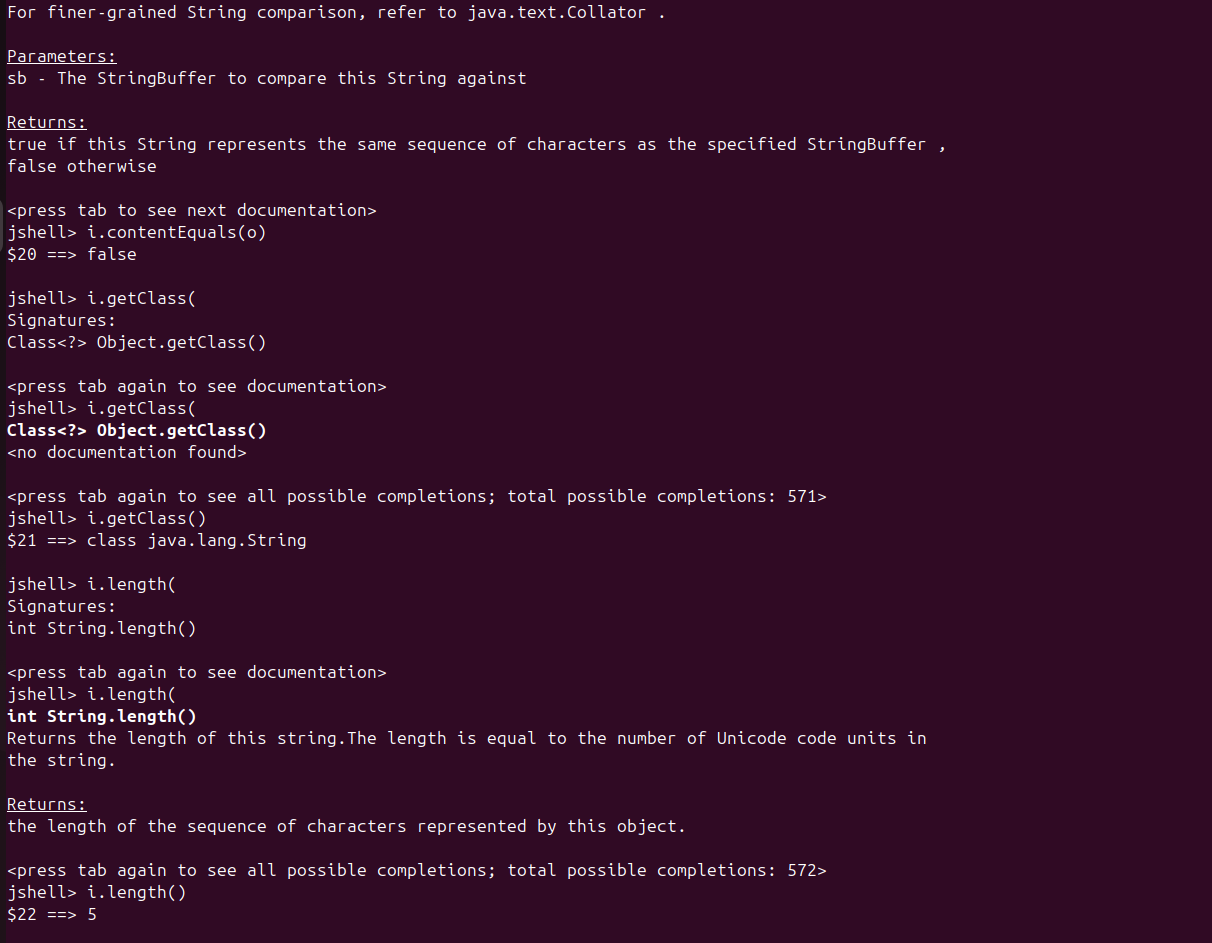 For finer-grained String comparison, refer to java.text.Collator .
Parameters:
sb - The StringBuffer to compare this String against
Returns:
true if this String represents the same sequence of characters as the specified StringBuffer ,
false otherwise
<press tab to see next documentation>
jshell> i.contentEquals(o)
$20 ==> false
jshell> i.getClass(
Signatures:
Class<?> Object.getClass()
<press tab again to see documentation>
jshell> i.getClass(
Class<?> Object.getClass()
<no documentation found>
<press tab again to see all possible completions; total possible completions: 571>
jshell> i.getClass()
$21 ==> class java.lang.String
jshell> i.length(
Signatures:
int String.length()
<press tab again to see documentation>
jshell> i.length(
int String.length()
Returns the length of this string.The length is equal to the number of Unicode code units in
the string.
Returns:
the length of the sequence of characters represented by this object.
<press tab again to see all possible completions; total possible completions: 572>
jshell> i.length()
$22 ==> 5